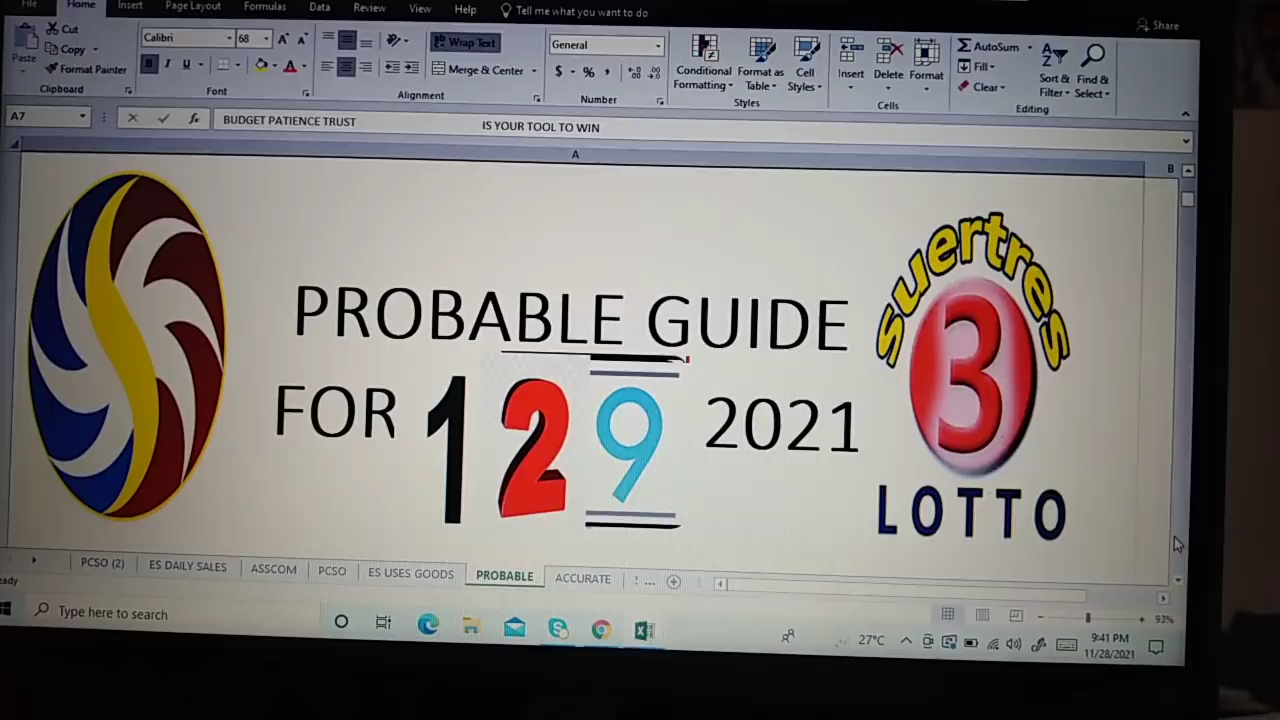 File Home Insert Page Layout Formulas Data Review View Help Tell me what you want to do Share
Paste
Cut
Copy
Format Painter
Clipboard
Calibri 68
B I U
Font
Wrap Text
Merge & Center
Alignment
General
$ % ,
Number
Conditional Formatting
Format as Table
Cell Styles
Styles
Insert Delete Format
Cells
AutoSum
Fill
Clear
Sort & Filter
Find & Select
Editing
A7 fx BUDGET PATIENCE TRUST IS YOUR TOOL TO WIN
A B
PROBABLE GUIDE
FOR 129 2021
suertres
3
LOTTO
PCSO (2) ES DAILY SALES ASSCOM PCSO ES USES GOODS PROBABLE ACCURATE ...
eady 93%
Type here to search
27°C
9:41 PM
11/28/2021